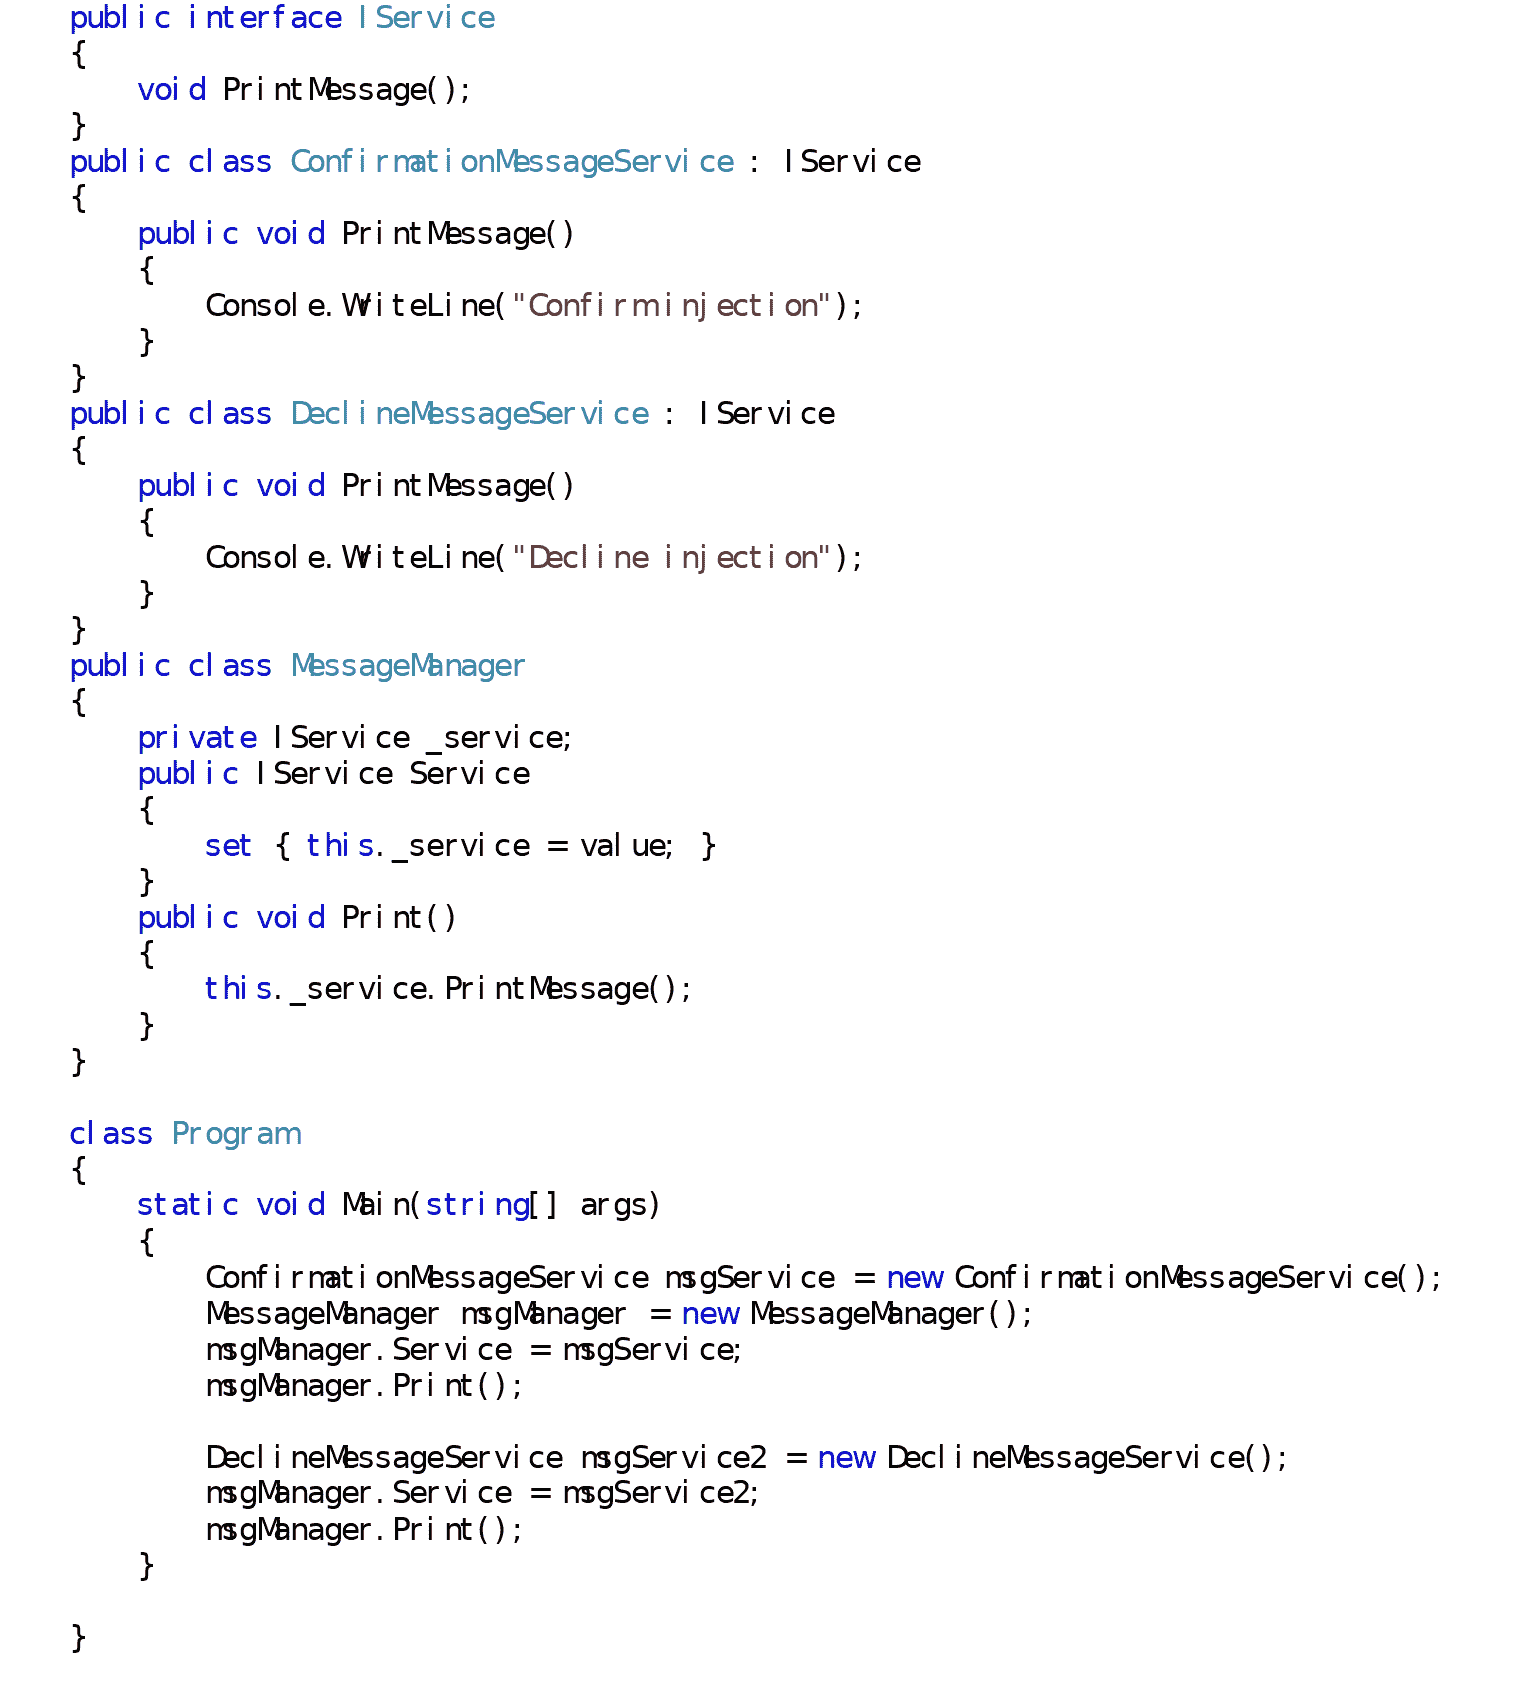 public interface IService
{
    void PrintMessage();
}
public class ConfirmationMessageService : IService
{
    public void PrintMessage()
    {
        Console.WriteLine("Confirm injection");
    }
}
public class DeclineMessageService : IService
{
    public void PrintMessage()
    {
        Console.WriteLine("Decline injection");
    }
}
public class MessageManager
{
    private IService _service;
    public IService Service
    {
        set { this._service = value; }
    }
    public void Print()
    {
        this._service.PrintMessage();
    }
}

class Program
{
    static void Main(string[] args)
    {
        ConfirmationMessageService msgService = new ConfirmationMessageService();
        MessageManager msgManager = new MessageManager();
        msgManager.Service = msgService;
        msgManager.Print();

        DeclineMessageService msgService2 = new DeclineMessageService();
        msgManager.Service = msgService2;
        msgManager.Print();
    }

}